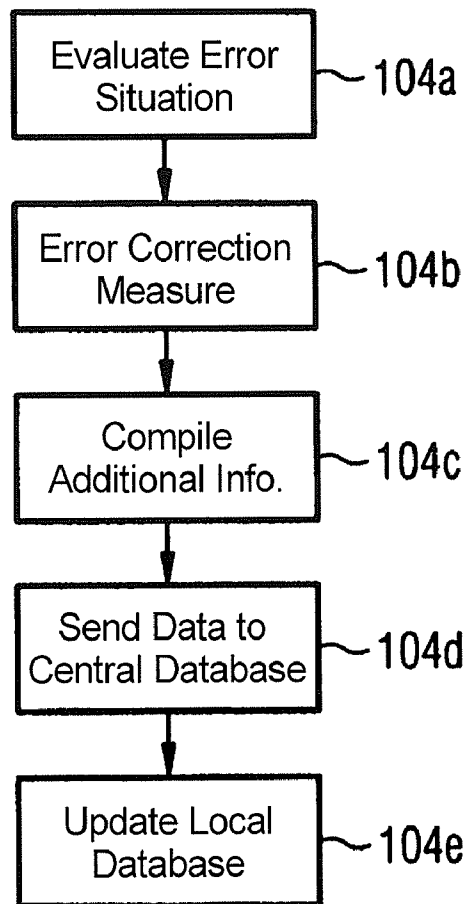 Evaluate Error
Situation
104a
Error Correction
Measure
104b
Compile
Additional Info.
104c
Send Data to
Central Database
104d
Update Local
Database
104e